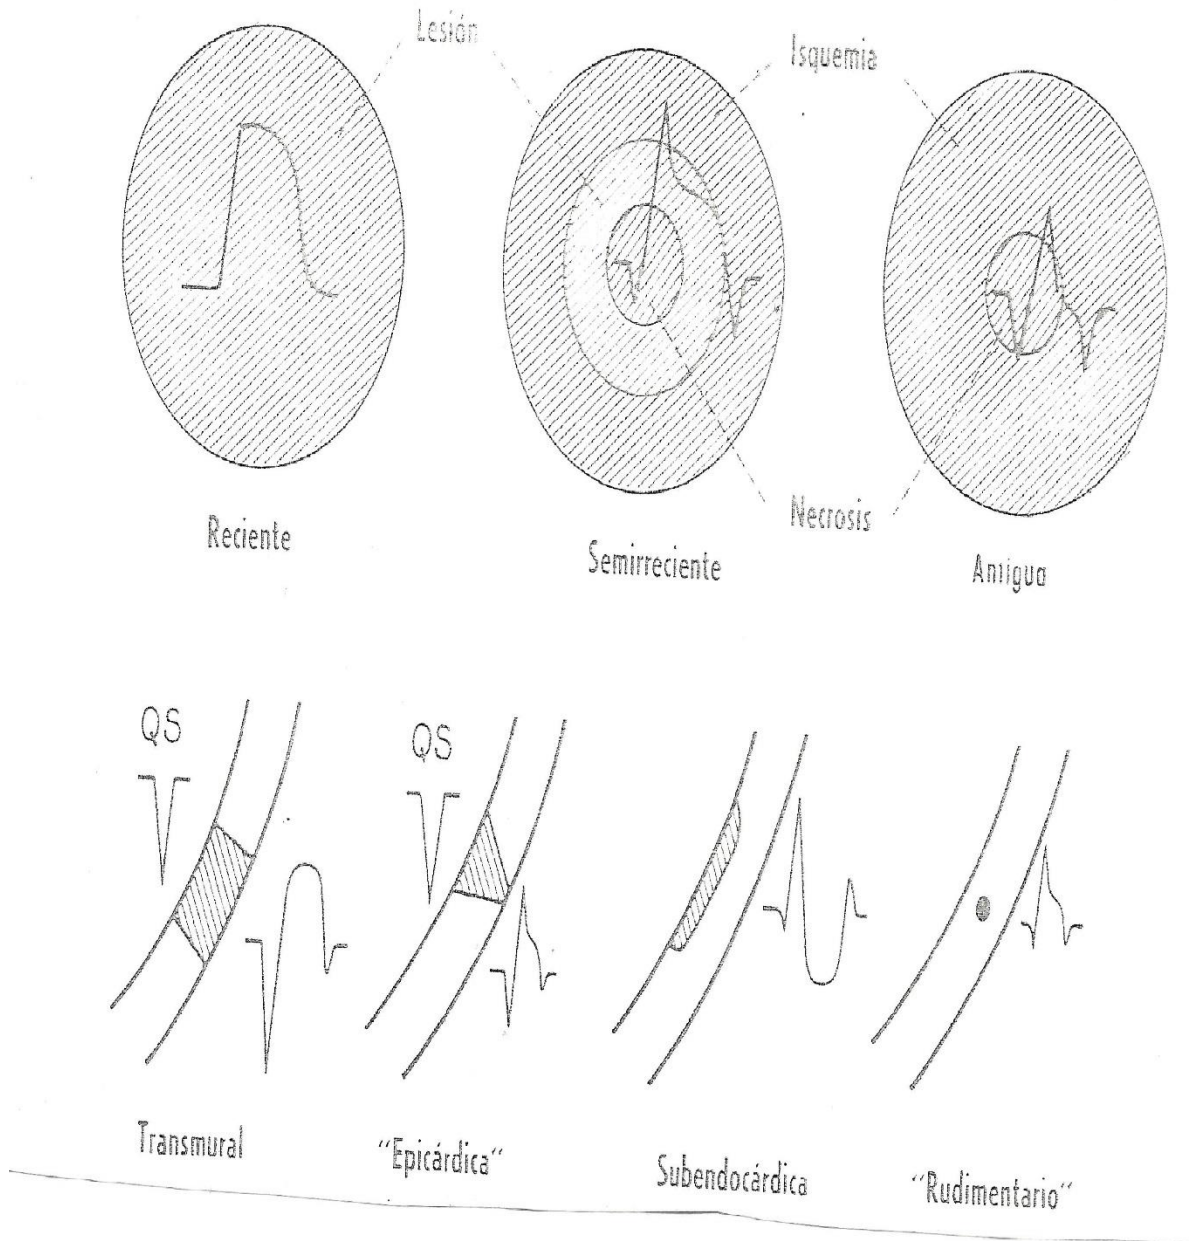 Lesión
Isquemia
Necrosis
Reciente
Semirreciente
Antigua
QS
QS
Transmural
"Epicárdica"
Subendocárdica
"Rudimentario"